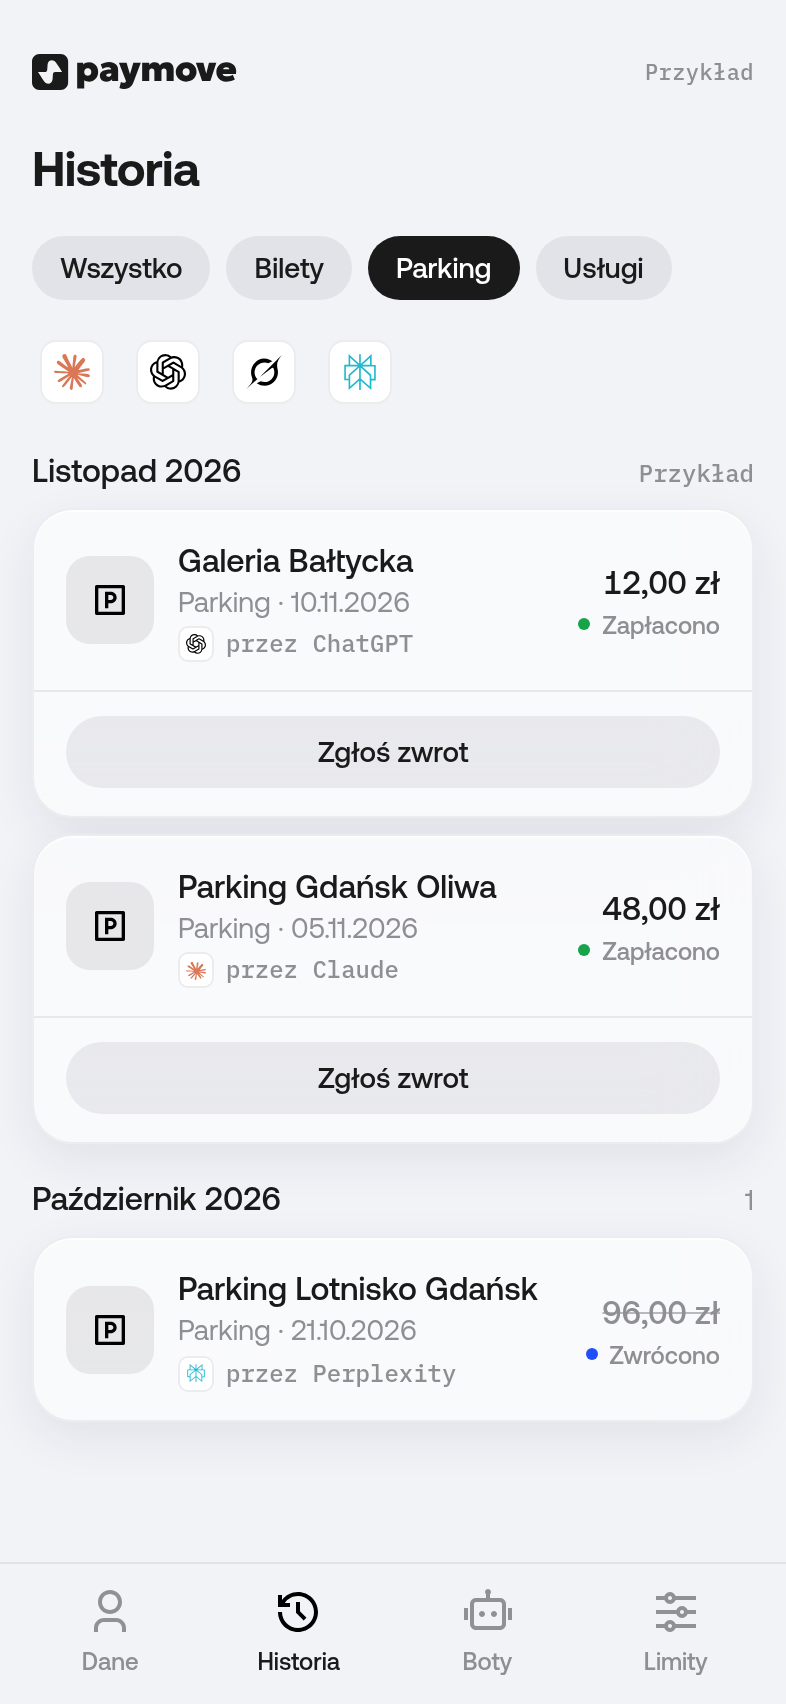 paymove
Przykład
Historia
Wszystko
Bilety
Parking
Usługi
Listopad 2026
Przykład
Galeria Bałtycka
Parking · 10.11.2026
przez ChatGPT
12,00 zł
Zapłacono
Zgłoś zwrot
Parking Gdańsk Oliwa
Parking · 05.11.2026
przez Claude
48,00 zł
Zapłacono
Zgłoś zwrot
Październik 2026
1
Parking Lotnisko Gdańsk
Parking · 21.10.2026
przez Perplexity
96,00 zł
Zwrócono
Dane
Historia
Boty
Limity